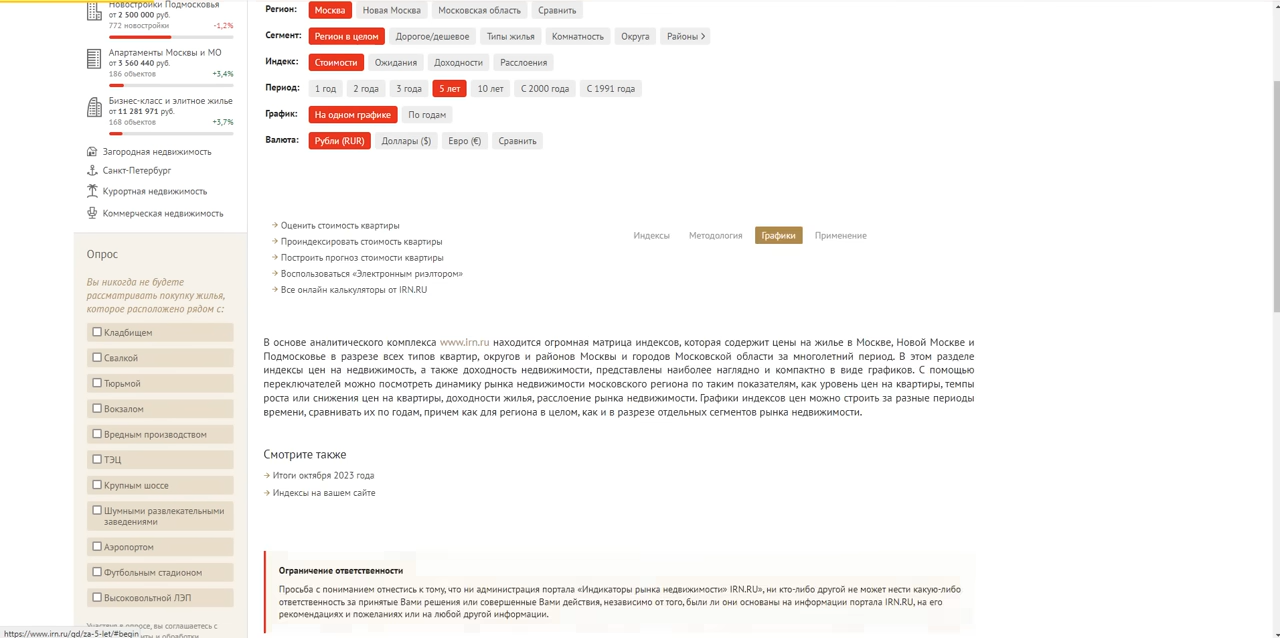 Новостройки Подмосковья
от 2 500 000 руб.
772 новостройки -1,2%
Апартаменты Москвы и МО
от 3 560 440 руб.
186 объектов +3,4%
Бизнес-класс и элитное жилье
от 11 281 971 руб.
168 объектов +3,7%
Загородная недвижимость
Санкт-Петербург
Курортная недвижимость
Коммерческая недвижимость
Опрос
Вы никогда не будете
рассматривать покупку жилья,
которое расположено рядом с:
Кладбищем
Свалкой
Тюрьмой
Вокзалом
Вредным производством
ТЭЦ
Крупным шоссе
Шумными развлекательными
заведениями
Аэропортом
Футбольным стадионом
Высоковольтной ЛЭП
Участвуя в опросе, вы соглашаетесь с
Регион: Москва Новая Москва Московская область Сравнить
Сегмент: Регион в целом Дорогое/дешевое Типы жилья Комнатность Округа Районы
Индекс: Стоимости Ожидания Доходности Расслоения
Период: 1 год 2 года 3 года 5 лет 10 лет С 2000 года С 1991 года
График: На одном графике По годам
Валюта: Рубли (RUR) Доллары ($) Евро (€) Сравнить
Оценить стоимость квартиры
Проиндексировать стоимость квартиры
Построить прогноз стоимости квартиры
Воспользоваться «Электронным риэлтором»
Все онлайн калькуляторы от IRN.RU
Индексы Методология Графики Применение
В основе аналитического комплекса www.irn.ru находится огромная матрица индексов, которая содержит цены на жилье в Москве, Новой Москве и
Подмосковье в разрезе всех типов квартир, округов и районов Москвы и городов Московской области за многолетний период. В этом разделе
индексы цен на недвижимость, а также доходность недвижимости, представлены наиболее наглядно и компактно в виде графиков. С помощью
переключателей можно посмотреть динамику рынка недвижимости московского региона по таким показателям, как уровень цен на квартиры, темпы
роста или снижения цен на квартиры, доходности жилья, расслоение рынка недвижимости. Графики индексов цен можно строить за разные периоды
времени, сравнивать их по годам, причем как для региона в целом, как и в разрезе отдельных сегментов рынка недвижимости.
Смотрите также
Итоги октября 2023 года
Индексы на вашем сайте
Ограничение ответственности
Просьба с пониманием отнестись к тому, что ни администрация портала «Индикаторы рынка недвижимости» IRN.RU», ни кто-либо другой не может нести какую-либо
ответственность за принятые Вами решения или совершенные Вами действия, независимо от того, были ли они основаны на информации портала IRN.RU, на его
рекомендациях и пожеланиях или на любой другой информации.
https://www.irn.ru/gd/za-5-let/#begin